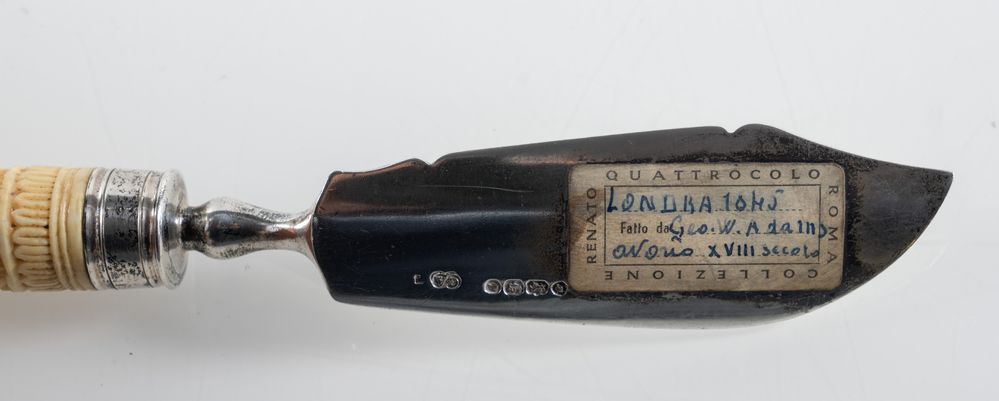 QUATTROCOLO
RENATO
ROMA
COLLEZIONE
LONDRA 1845
Fatto da Geo. W. Adams
avorio XVIII secolo